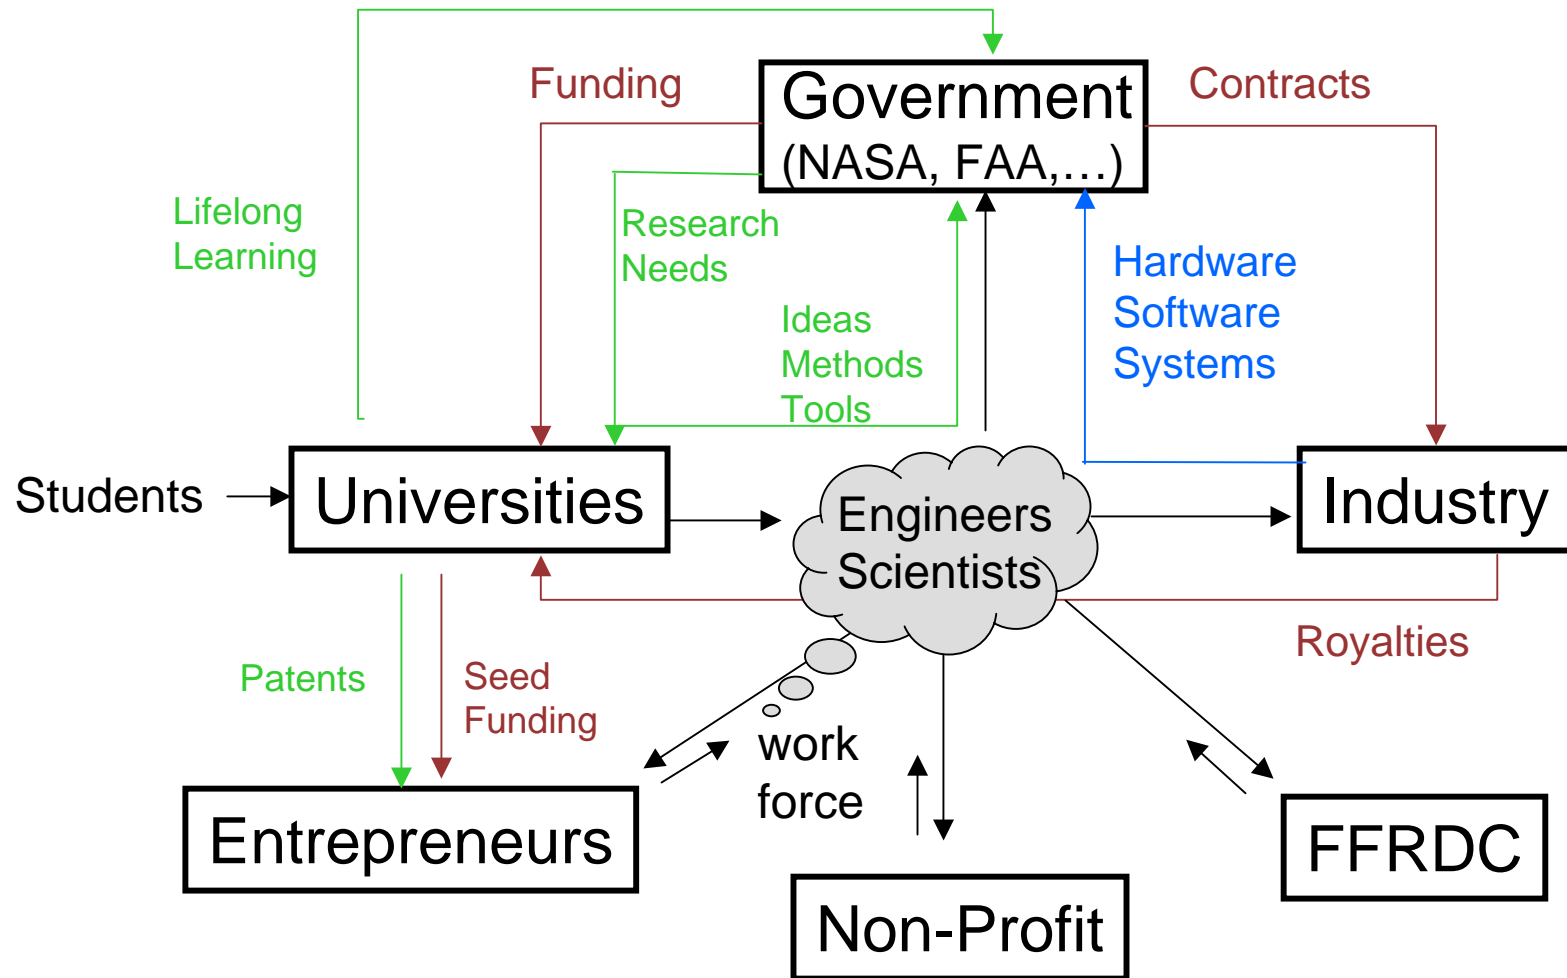 Funding
Government
(NASA, FAA,…)
Contracts
Lifelong
Learning
Research
Needs
Hardware
Software
Systems
Ideas
Methods
Tools
Students
Universities
Engineers
Scientists
Industry
Royalties
Patents
Seed
Funding
work
force
Entrepreneurs
FFRDC
Non-Profit